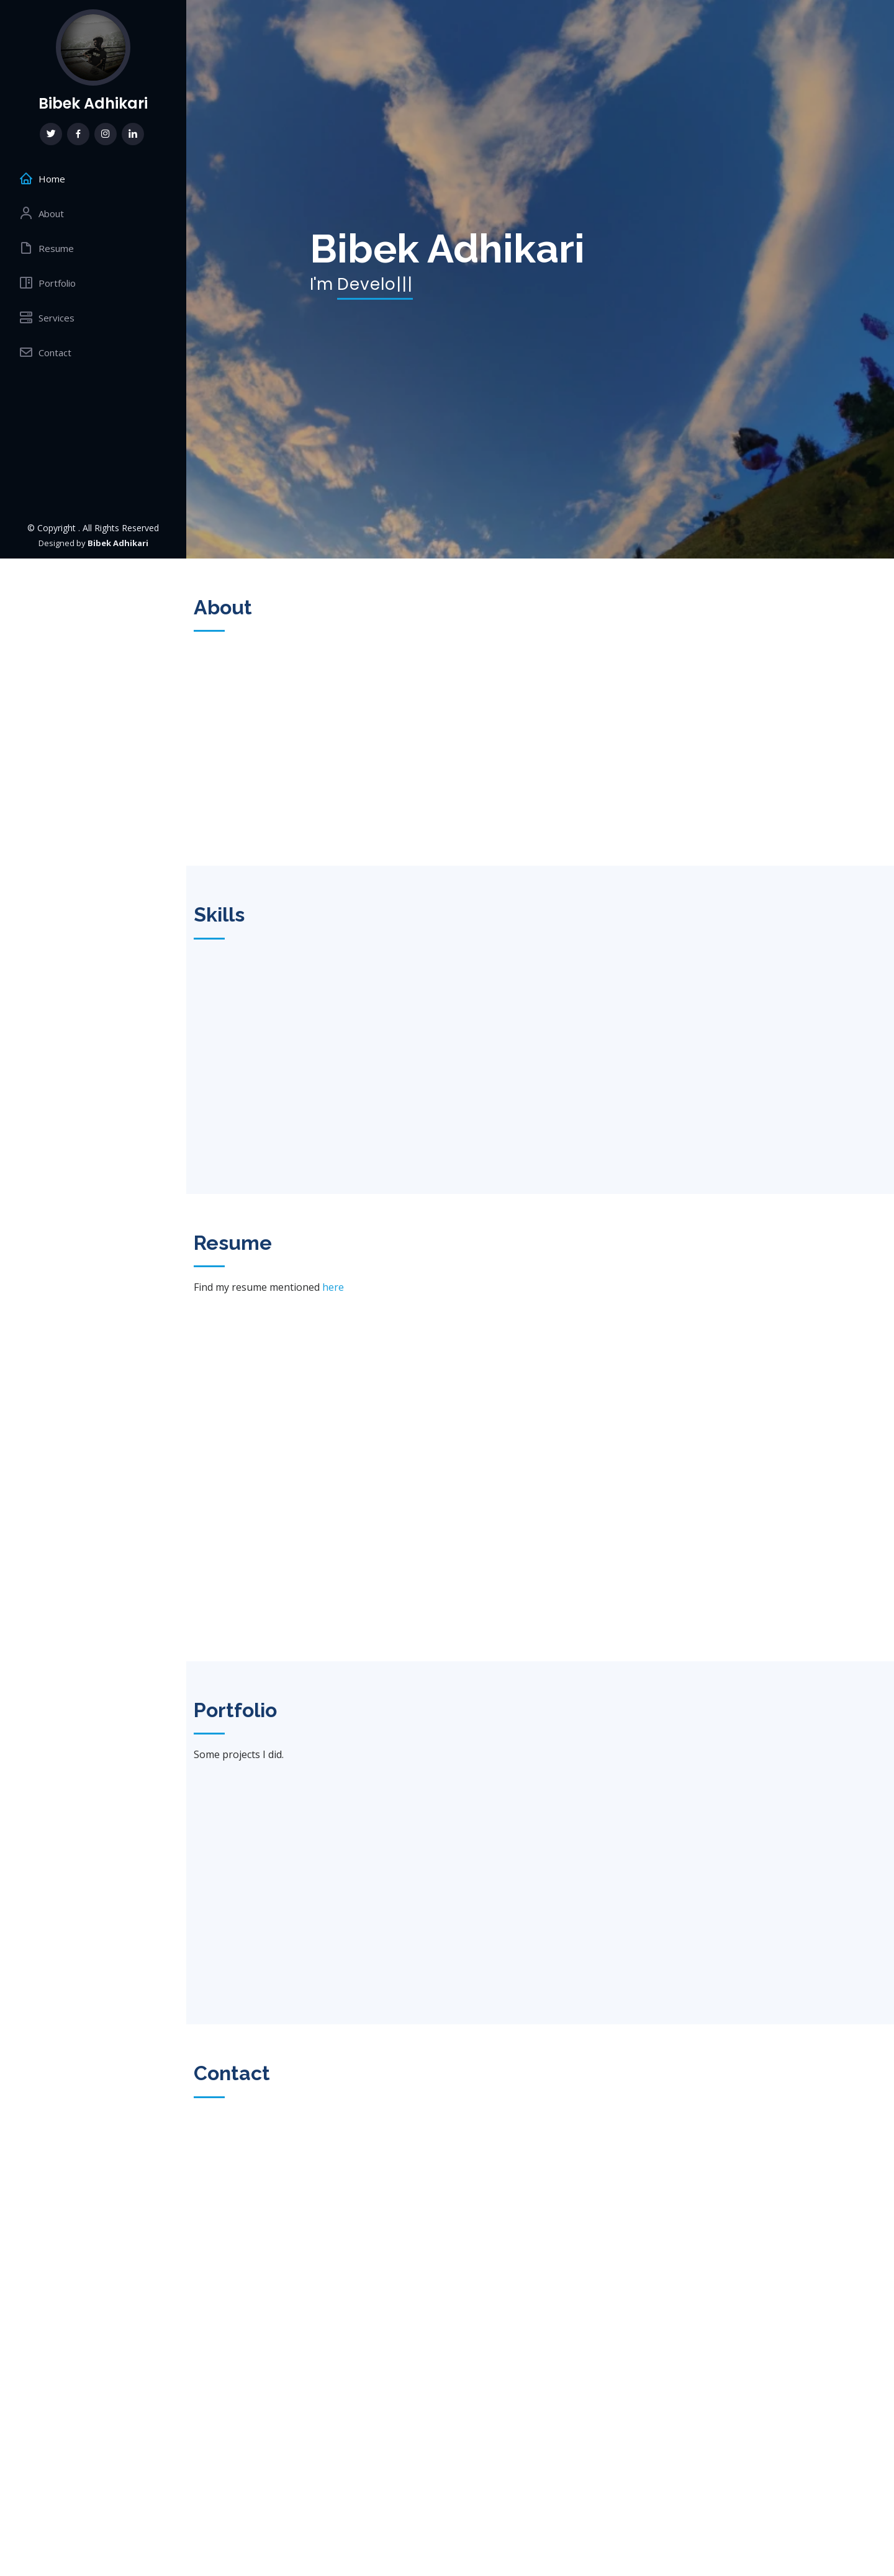 Bibek Adhikari
Home
About
Resume
Portfolio
Services
Contact
© Copyright . All Rights Reserved
Designed by Bibek Adhikari
Bibek Adhikari
I'm Develo|||
About
Skills
Resume
Find my resume mentioned here
Portfolio
Some projects I did.
Contact